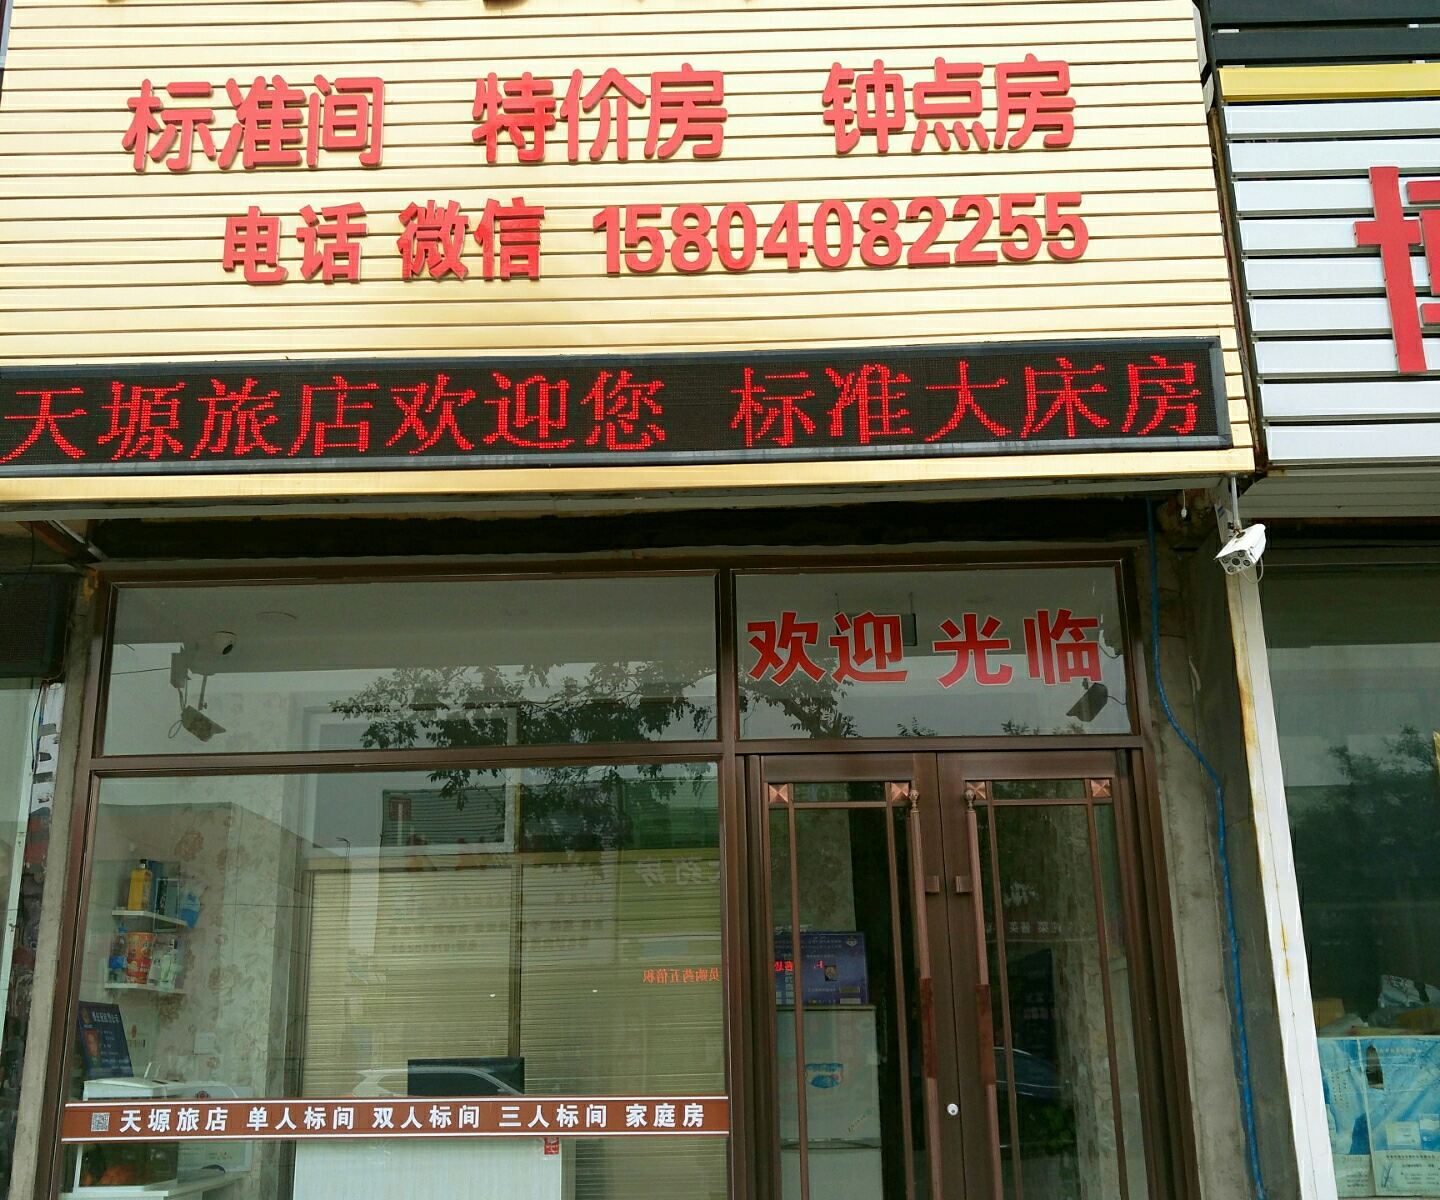 标准间 特价房 钟点房
电话 微信 15804082255
天塬旅店欢迎您 标准大床房
欢迎 光临
天塬旅店 单人标间 双人标间 三人标间 家庭房